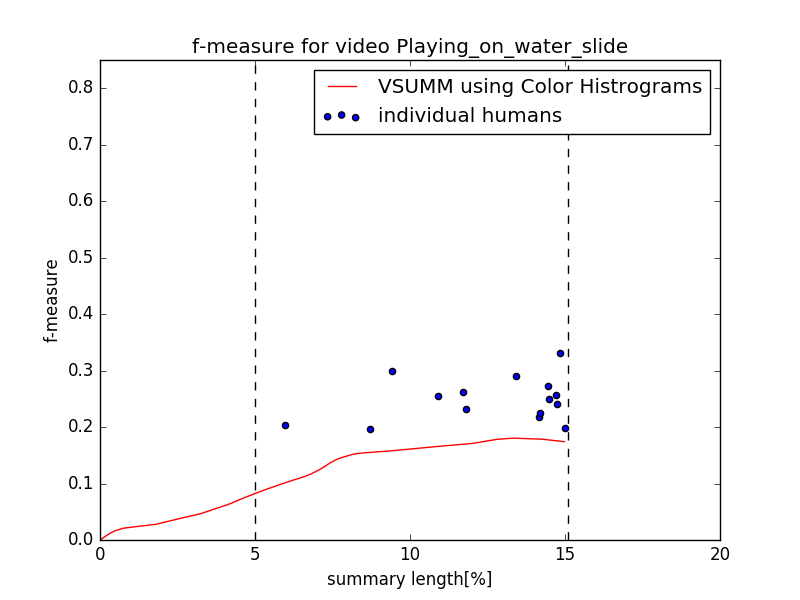 f-measure for video Playing_on_water_slide
VSUMM using Color Histrograms
individual humans
0.8
0.7
0.6
0.5
0.4
0.3
0.2
0.1
0.0
f-measure
0
5
10
15
20
summary length[%]